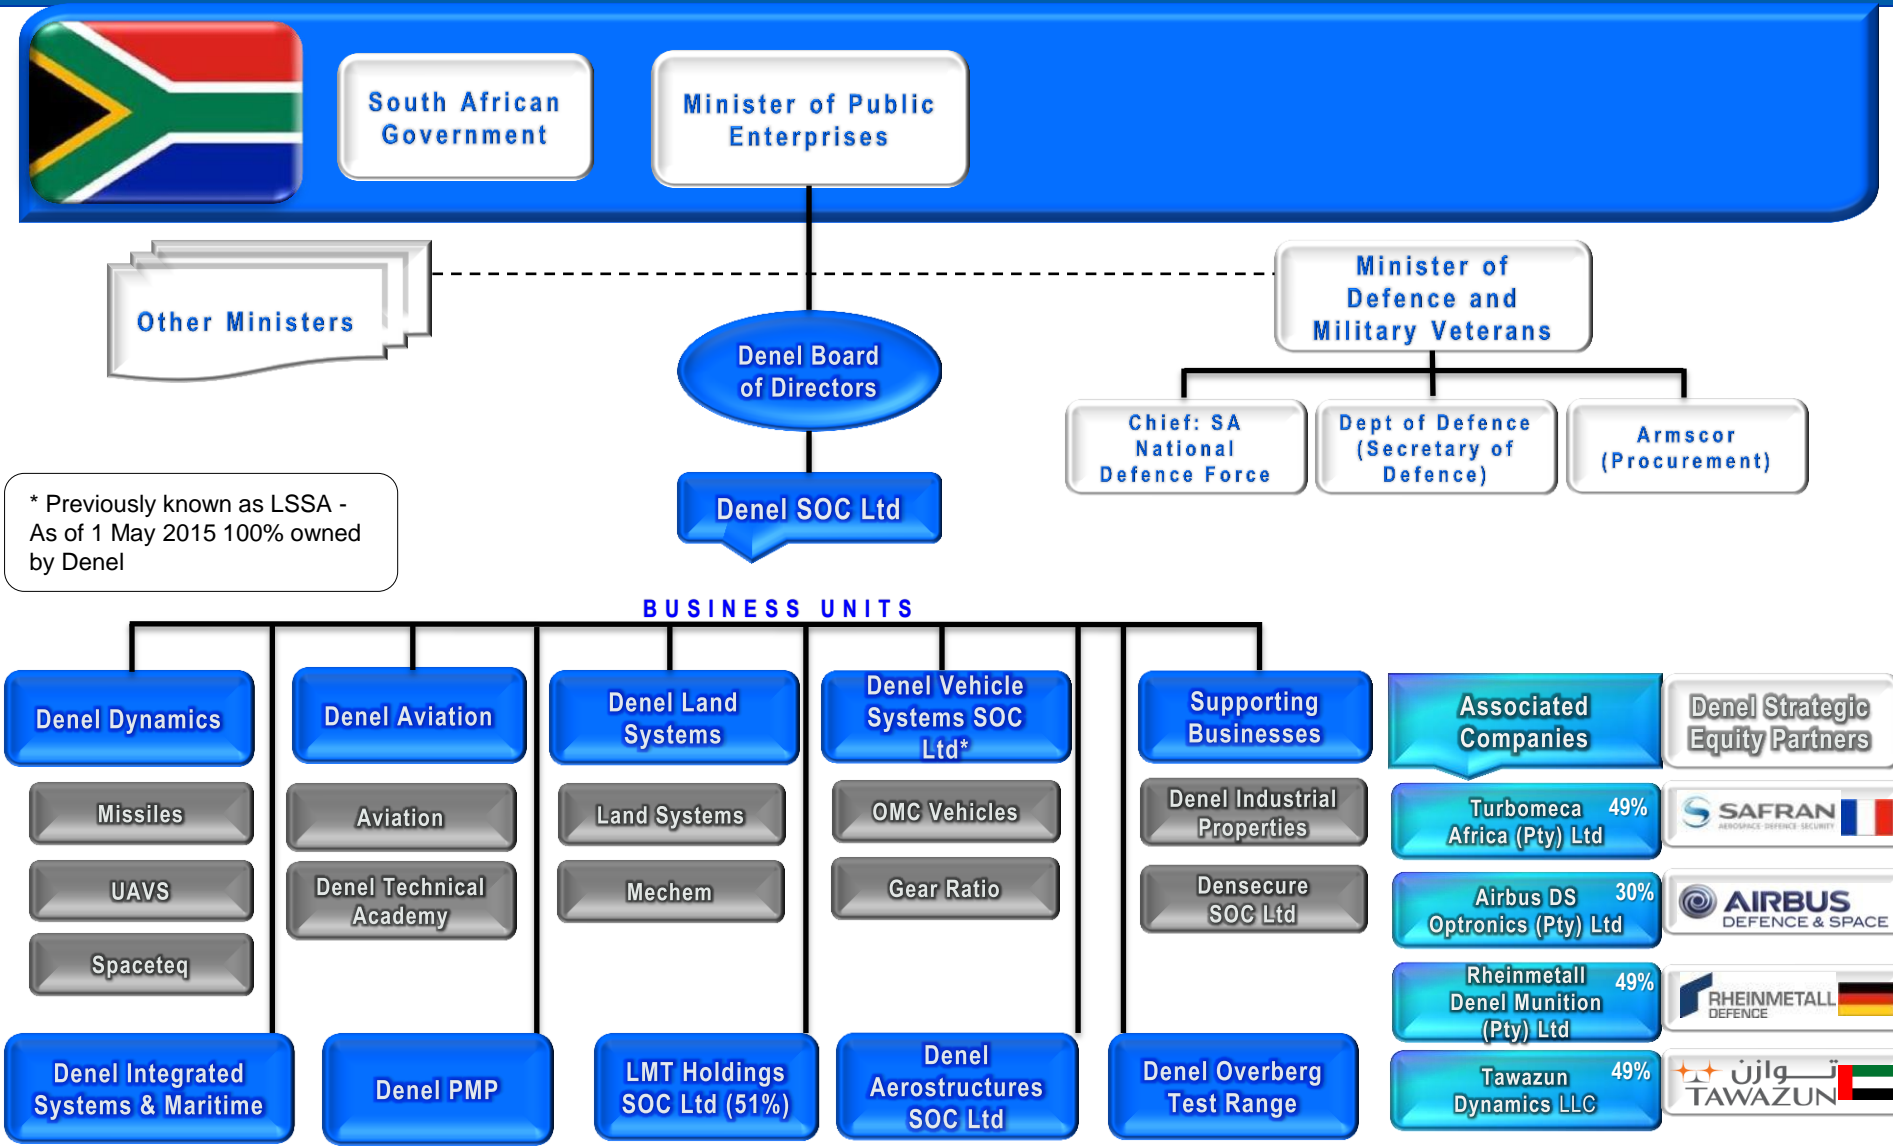 South African
Government
Minister of Public
Enterprises
Other Ministers
Minister of
Defence and
Military Veterans
Denel Board
of Directors
Chief: SA
National
Defence Force
Dept of Defence
(Secretary of
Defence)
Armscor
(Procurement)
* Previously known as LSSA -
As of 1 May 2015 100% owned
by Denel
Denel SOC Ltd
BUSINESS UNITS
Denel Dynamics
Missiles
UAVS
Spaceteq
Denel Aviation
Aviation
Denel Technical
Academy
Denel Land
Systems
Land Systems
Mechem
Denel Vehicle
Systems SOC
Ltd*
OMC Vehicles
Gear Ratio
Supporting
Businesses
Denel Industrial
Properties
Densecure
SOC Ltd
Denel Integrated
Systems & Maritime
Denel PMP
LMT Holdings
SOC Ltd (51%)
Denel
Aerostructures
SOC Ltd
Denel Overberg
Test Range
Associated
Companies
Denel Strategic
Equity Partners
Turbomeca 49%
Africa (Pty) Ltd
SAFRAN
AEROSPACE·DEFENCE·SECURITY
Airbus DS 30%
Optronics (Pty) Ltd
AIRBUS
DEFENCE & SPACE
Rheinmetall 49%
Denel Munition
(Pty) Ltd
RHEINMETALL
DEFENCE
Tawazun 49%
Dynamics LLC
تـوازن
TAWAZUN